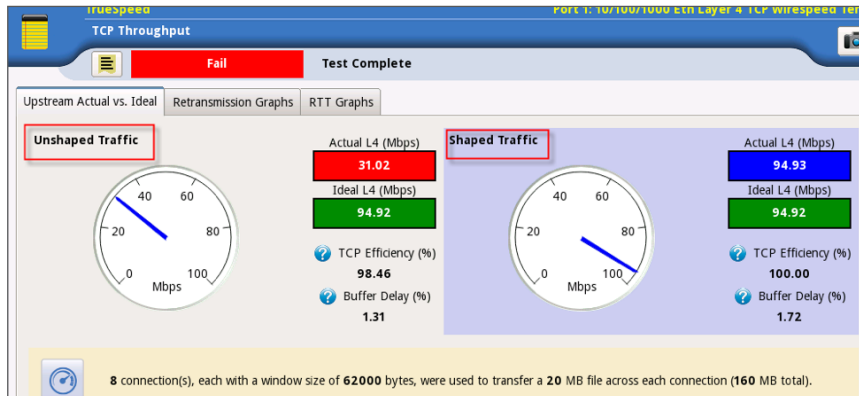 TrueSpeed
Port 1: 10/100/1000 Eth Layer 4 TCP Wirespeed
TCP Throughput
Fail
Test Complete
Upstream Actual vs. Ideal
Retransmission Graphs
RTT Graphs
Unshaped Traffic
20
40
60
80
0
100
Mbps
Actual L4 (Mbps)
31.02
Ideal L4 (Mbps)
94.92
TCP Efficiency (%)
98.46
Buffer Delay (%)
1.31
Shaped Traffic
20
40
60
80
0
100
Mbps
Actual L4 (Mbps)
94.93
Ideal L4 (Mbps)
94.92
TCP Efficiency (%)
100.00
Buffer Delay (%)
1.72
8 connection(s), each with a window size of 62000 bytes, were used to transfer a 20 MB file across each connection (160 MB total).